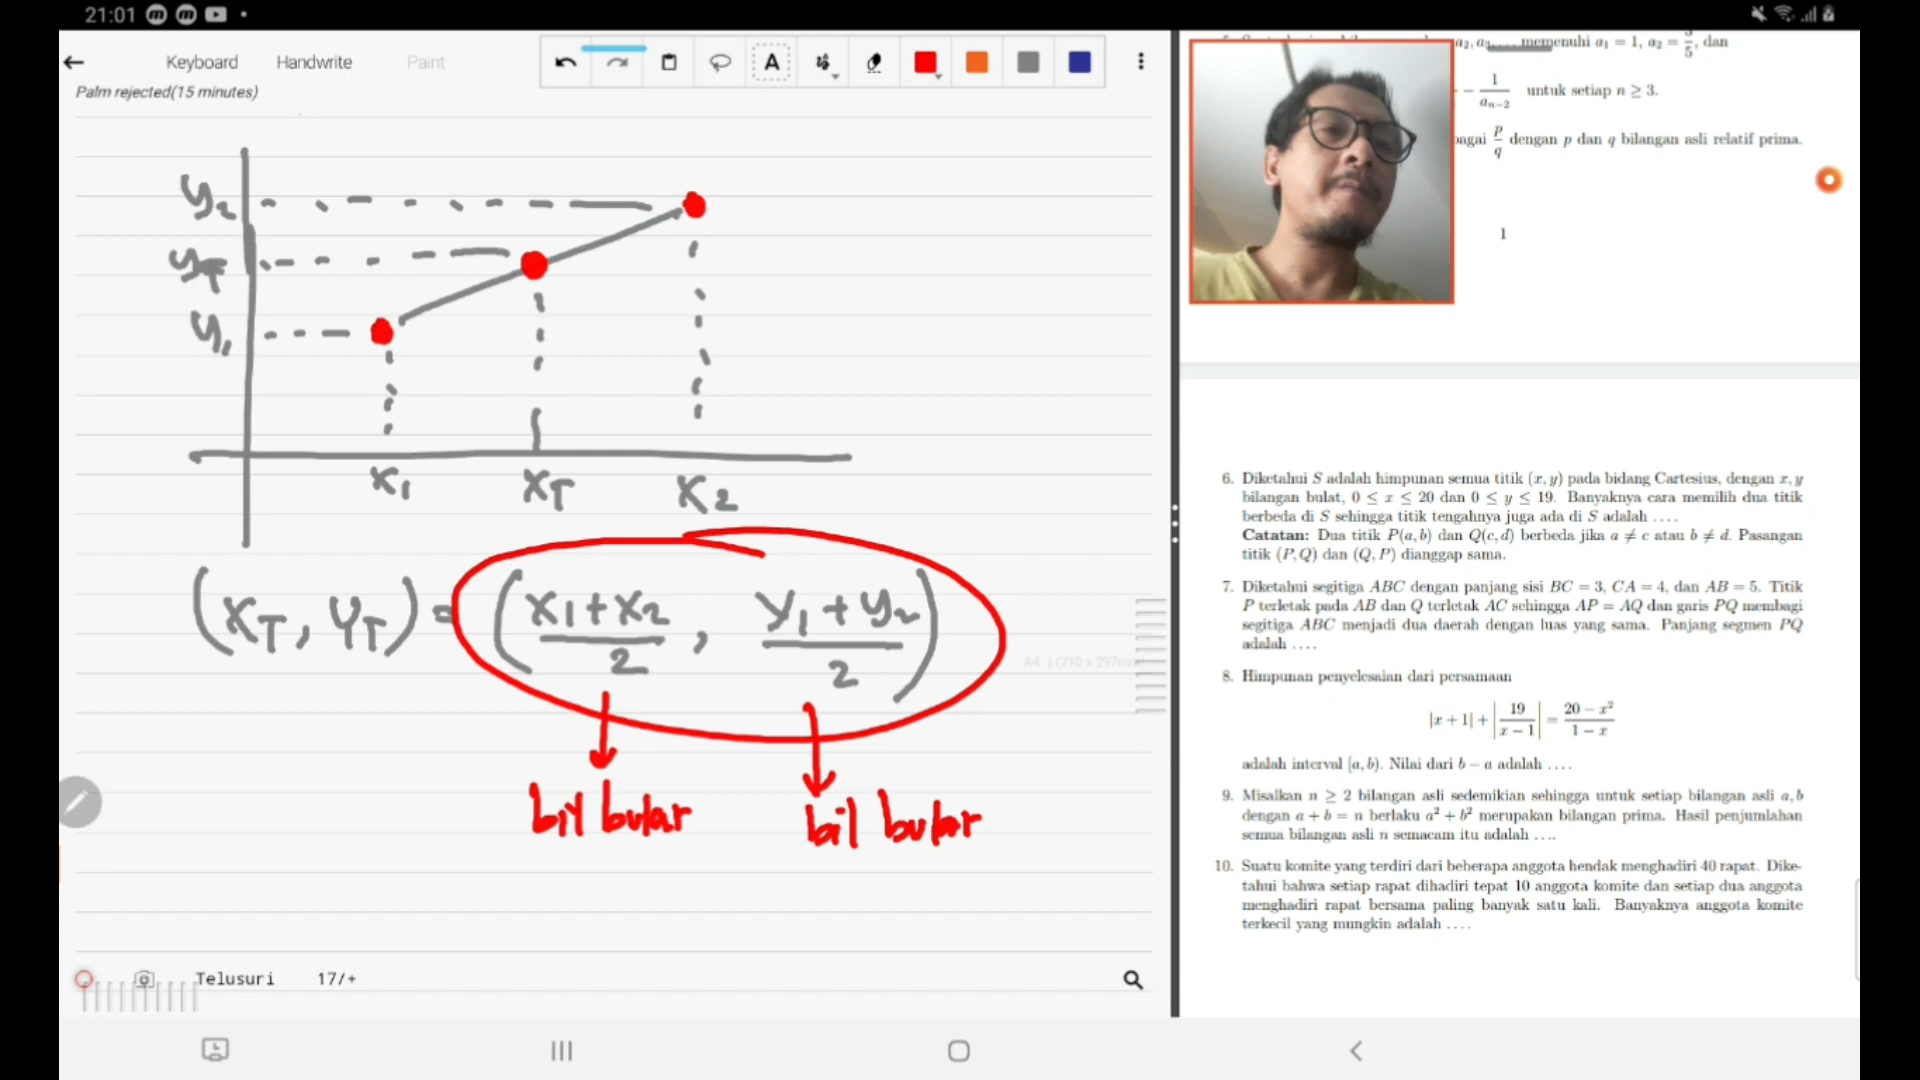 21:01
Keyboard Handwrite Paint
A
Palm rejected(15 minutes)
y₂
yT
y₁
x₁ xT x₂
(xT, yT) = (x₁+x₂/2, y₁+y₂/2)
bil bular bil bular
A4 ↓(210 x 297mm)
Telusuri 17/+
memenuhi a₁ = 1, a₂ = 3/5, dan
− 1/aₙ₋₂ untuk setiap n ≥ 3.
bagai p/q dengan p dan q bilangan asli relatif prima.
1
6. Diketahui S adalah himpunan semua titik (x, y) pada bidang Cartesius, dengan x, y
bilangan bulat, 0 ≤ x ≤ 20 dan 0 ≤ y ≤ 19. Banyaknya cara memilih dua titik
berbeda di S sehingga titik tengahnya juga ada di S adalah ....
Catatan: Dua titik P(a, b) dan Q(c, d) berbeda jika a ≠ c atau b ≠ d. Pasangan
titik (P, Q) dan (Q, P) dianggap sama.
7. Diketahui segitiga ABC dengan panjang sisi BC = 3, CA = 4, dan AB = 5. Titik
P terletak pada AB dan Q terletak AC sehingga AP = AQ dan garis PQ membagi
segitiga ABC menjadi dua daerah dengan luas yang sama. Panjang segmen PQ
adalah ....
8. Himpunan penyelesaian dari persamaan
|x + 1| + |19/(x − 1)| = (20 − x²)/(1 − x)
adalah interval [a, b). Nilai dari b − a adalah ....
9. Misalkan n ≥ 2 bilangan asli sedemikian sehingga untuk setiap bilangan asli a, b
dengan a + b = n berlaku a² + b² merupakan bilangan prima. Hasil penjumlahan
semua bilangan asli n semacam itu adalah ....
10. Suatu komite yang terdiri dari beberapa anggota hendak menghadiri 40 rapat. Dike-
tahui bahwa setiap rapat dihadiri tepat 10 anggota komite dan setiap dua anggota
menghadiri rapat bersama paling banyak satu kali. Banyaknya anggota komite
terkecil yang mungkin adalah ....